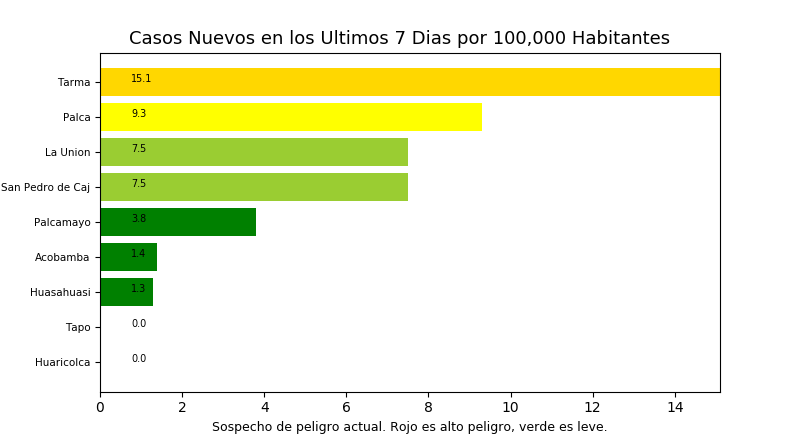 Casos Nuevos en los Ultimos 7 Dias por 100,000 Habitantes
Tarma 15.1
Palca 9.3
La Union 7.5
San Pedro de Caj 7.5
Palcamayo 3.8
Acobamba 1.4
Huasahuasi 1.3
Tapo 0.0
Huaricolca 0.0
0 2 4 6 8 10 12 14
Sospecho de peligro actual. Rojo es alto peligro, verde es leve.